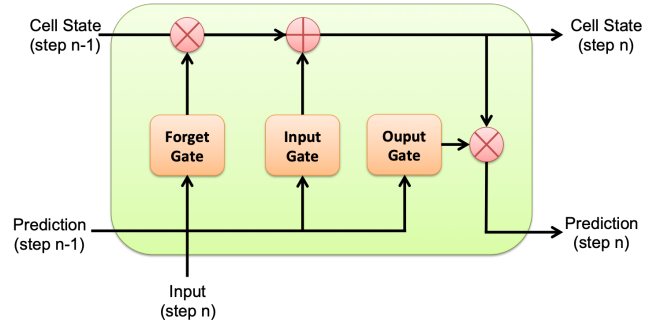 Cell State
(step n-1)
Cell State
(step n)
Forget
Gate
Input
Gate
Ouput
Gate
Prediction
(step n-1)
Prediction
(step n)
Input
(step n)